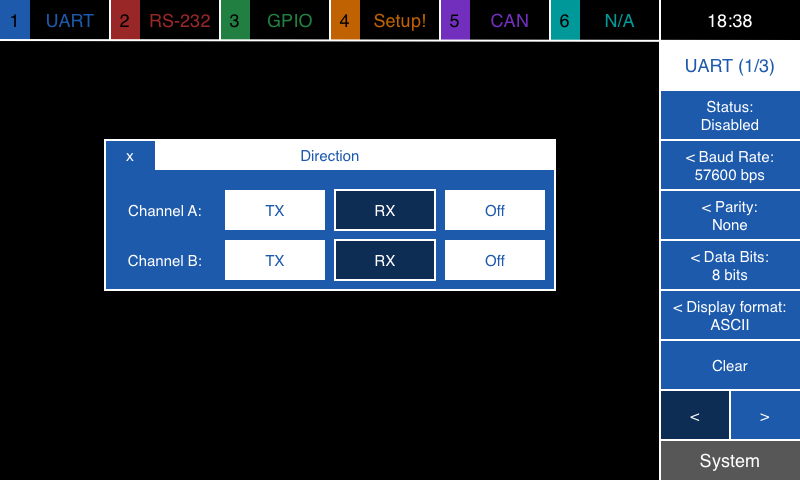 1 UART 2 RS-232 3 GPIO 4 Setup! 5 CAN 6 N/A 18:38
UART (1/3)
Status:
Disabled
< Baud Rate:
57600 bps
< Parity:
None
< Data Bits:
8 bits
< Display format:
ASCII
Clear
< >
System
x Direction
Channel A: TX RX Off
Channel B: TX RX Off